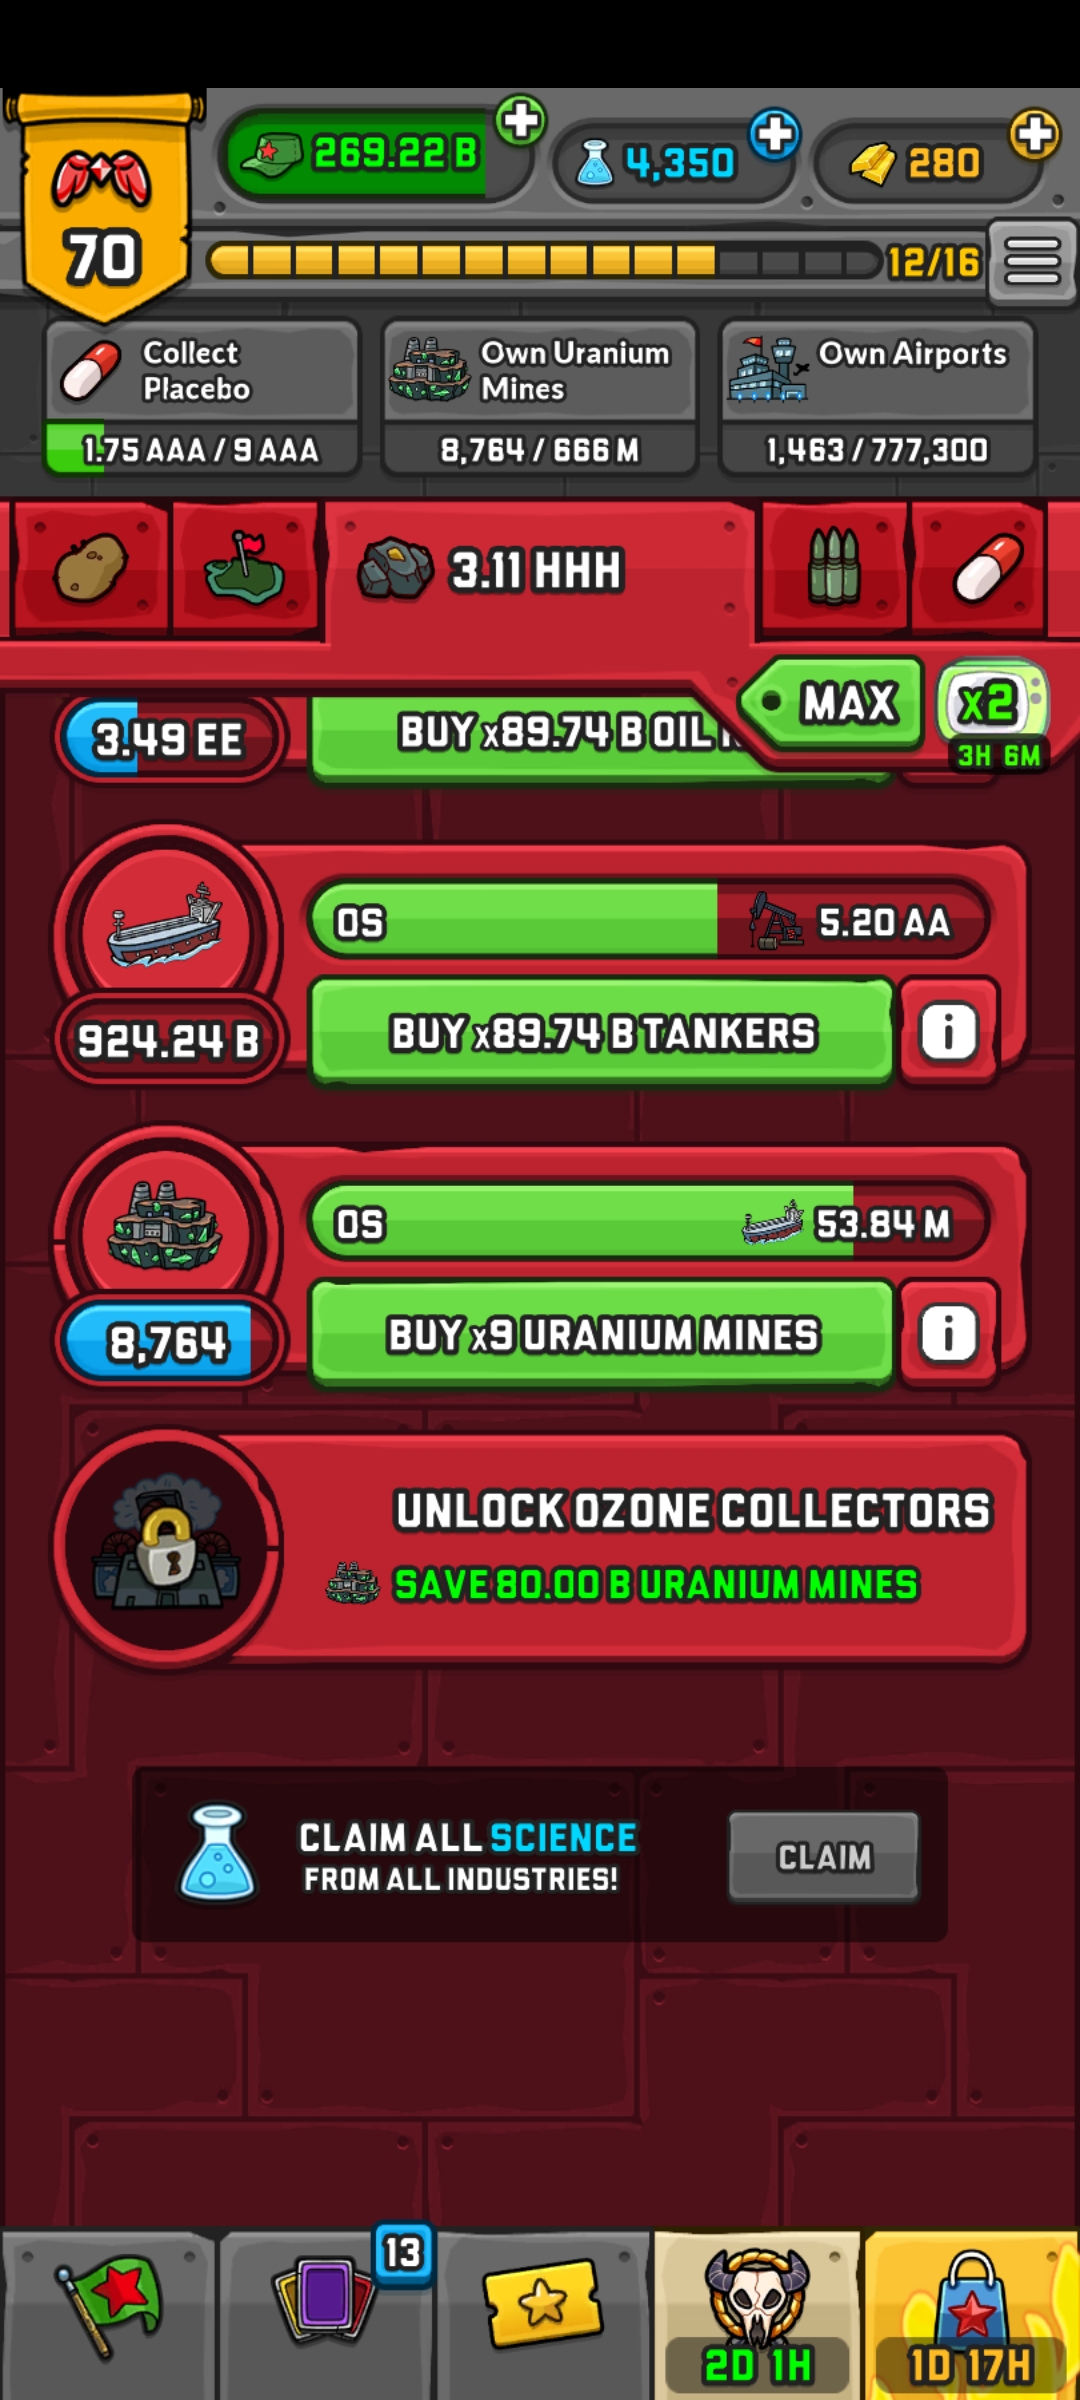 269.22 B
4,350
280
70
12/16
Collect
Placebo
Own Uranium
Mines
Own Airports
1.75 AAA / 9 AAA
8,764 / 666 M
1,463 / 777,300
3.11 HHH
MAX
x2
3H 6M
3.49 EE
BUY x89.74 B OIL
0S
5.20 AA
924.24 B
BUY x89.74 B TANKERS
i
0S
53.84 M
8,764
BUY x9 URANIUM MINES
i
UNLOCK OZONE COLLECTORS
SAVE 80.00 B URANIUM MINES
CLAIM ALL SCIENCE
FROM ALL INDUSTRIES!
CLAIM
13
2D 1H
1D 17H